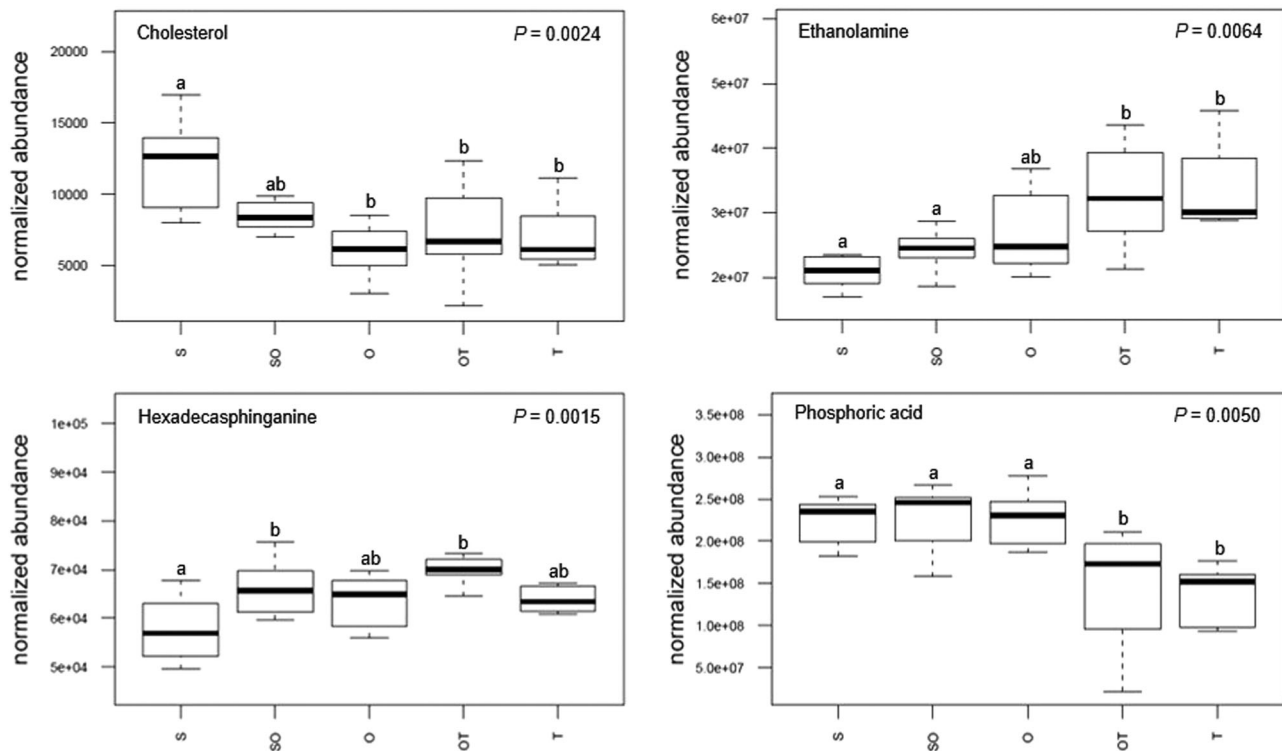 Cholesterol P = 0.0024
normalized abundance
20000
15000
10000
5000
a ab b b b
S SO O OT T
Ethanolamine P = 0.0064
normalized abundance
6e+07
5e+07
4e+07
3e+07
2e+07
a a ab b b
S SO O OT T
Hexadecasphinganine P = 0.0015
normalized abundance
1e+05
9e+04
8e+04
7e+04
6e+04
5e+04
a b ab b ab
S SO O OT T
Phosphoric acid P = 0.0050
normalized abundance
3.5e+08
3.0e+08
2.5e+08
2.0e+08
1.5e+08
1.0e+08
5.0e+07
a a a b b
S SO O OT T